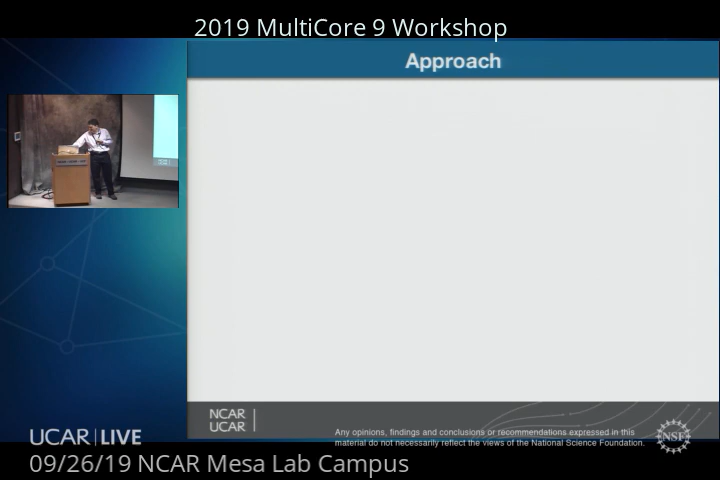 2019 MultiCore 9 Workshop
Approach
NCAR
UCAR
Any opinions, findings and conclusions or recommendations expressed in this
material do not necessarily reflect the views of the National Science Foundation.
NSF
UCAR|LIVE
09/26/19 NCAR Mesa Lab Campus